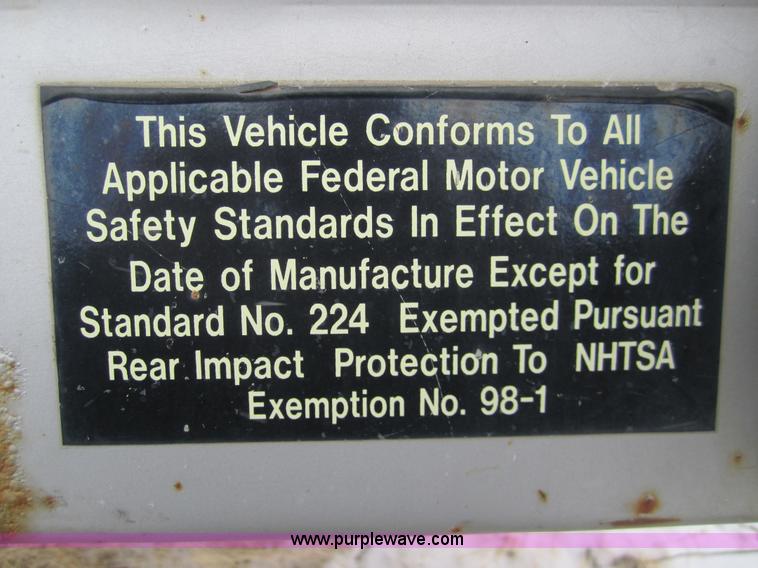 This Vehicle Conforms To All
Applicable Federal Motor Vehicle
Safety Standards In Effect On The
Date of Manufacture Except for
Standard No. 224 Exempted Pursuant
Rear Impact Protection To NHTSA
Exemption No. 98-1
www.purplewave.com